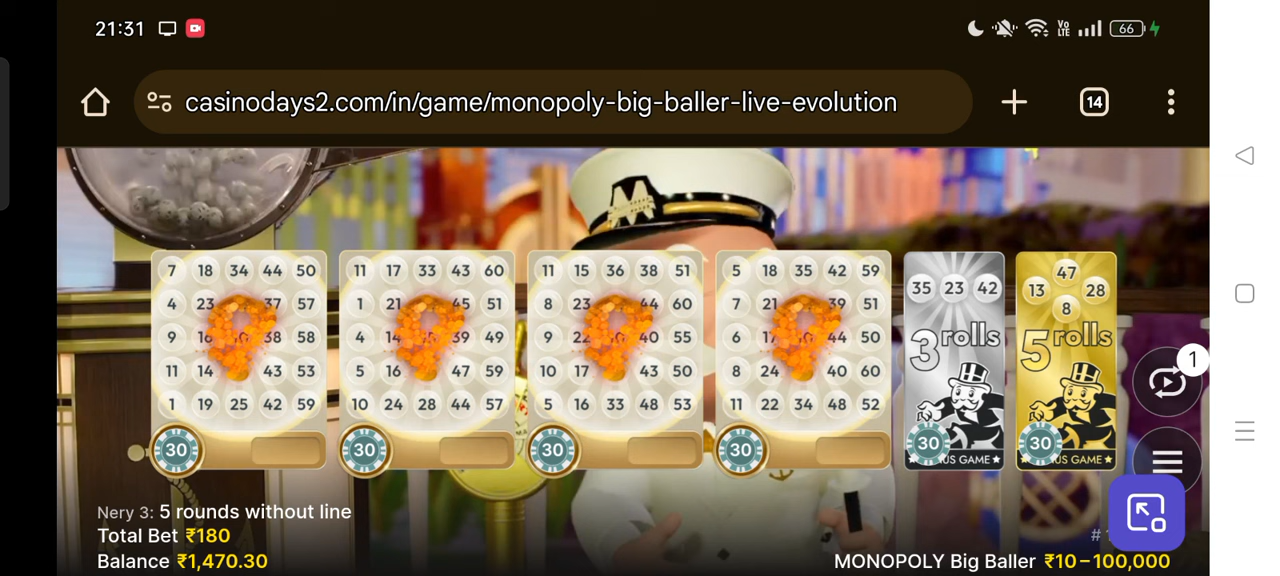 21:31
Vo
LTE
66
casinodays2.com/in/game/monopoly-big-baller-live-evolution
14
7 18 34 44 50
4 23 37 57
9 38 58
11 14 43 53
1 19 25 42 59
30
11 17 33 43 60
1 21 45 51
4 14 39 49
5 16 47 59
10 24 28 44 57
30
11 15 36 38 51
8 23 44 60
9 22 40 55
10 17 43 50
5 16 33 48 53
30
5 18 35 42 59
7 21 39 51
6 44 50
8 24 40 60
11 22 34 48 52
30
35 23 42
3 rolls
30
US GAME
47
13 28
8
5 rolls
30
US GAME
1
Nery 3: 5 rounds without line
Total Bet ₹180
Balance ₹1,470.30
#
MONOPOLY Big Baller ₹10–100,000